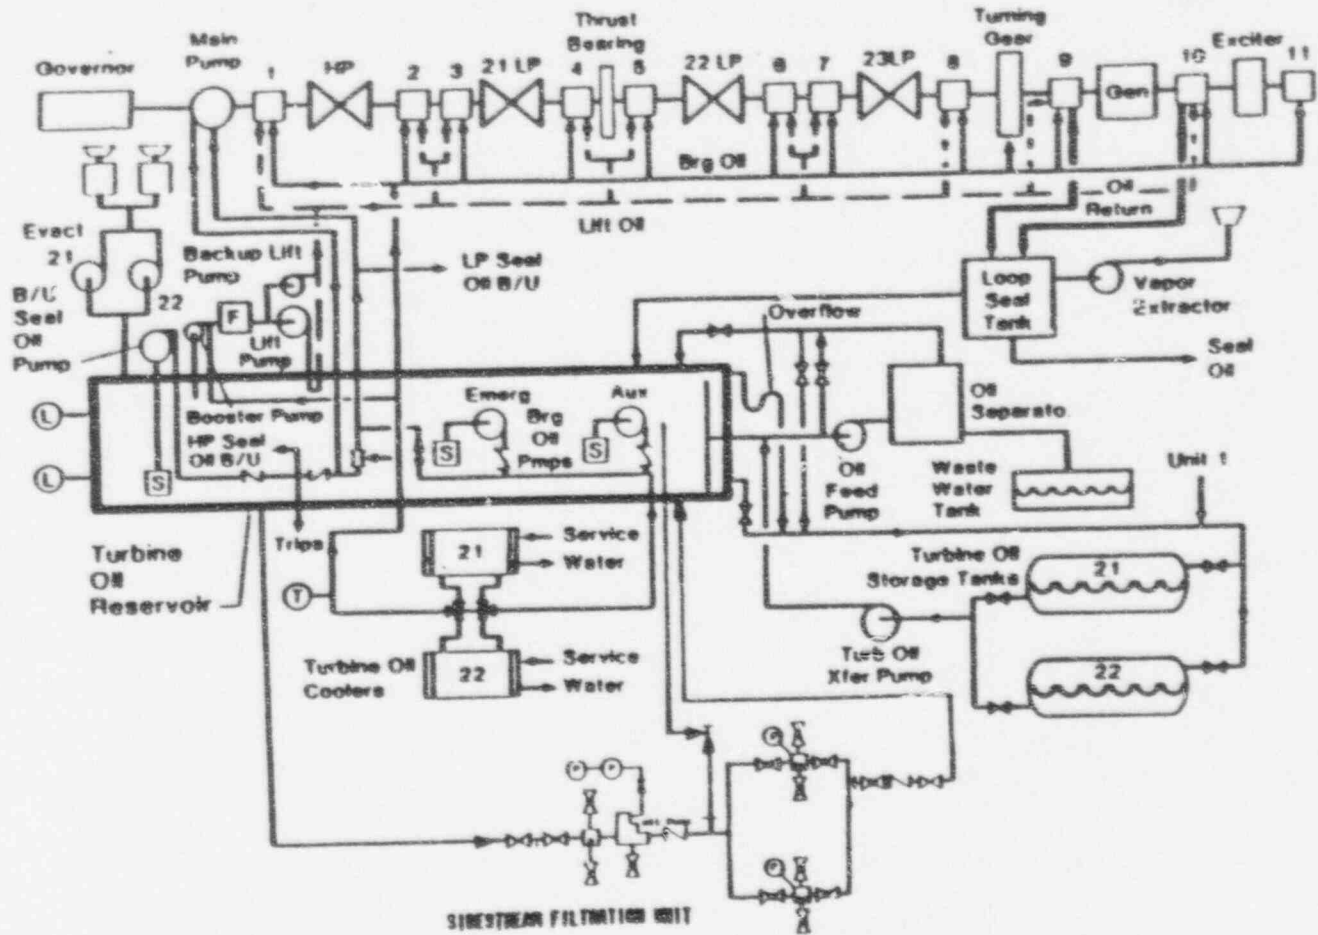 Governor
Main
Pump
1
HP
2
3
21 LP
4
Thrust
Bearing
5
22 LP
6
7
23LP
8
Turning
Gear
9
Gen
10
Exciter
11
Brg Oil
Lift Oil
Oil
Return
Evact
21
22
B/U
Seal
Oil
Pump
Backup Lift
Pump
F
Lift
Pump
LP Seal
Oil B/U
Loop
Seal
Tank
Vapor
Extractor
Seal
Oil
Overflow
L
L
Booster Pump
HP Seal
Oil B/U
S
Emerg
S
Brg
Oil
Pmps
Aux
S
Oil
Separato
Oil
Feed
Pump
Waste
Water
Tank
Unit 1
Turbine
Oil
Reservoir
Trips
T
21
Service
Water
Turbine Oil
Coolers
22
Service
Water
Turbine Oil
Storage Tanks
21
22
Turb Oil
Xfer Pump
SIDESTREAM FILTRATION UNIT